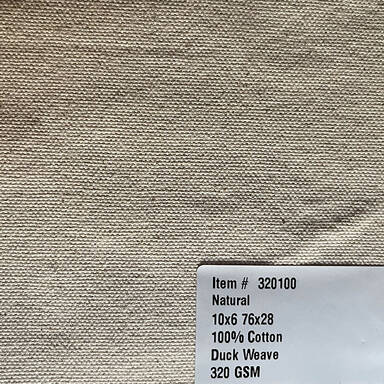 Item # 320100
Natural
10x6 76x28
100% Cotton
Duck Weave
320 GSM